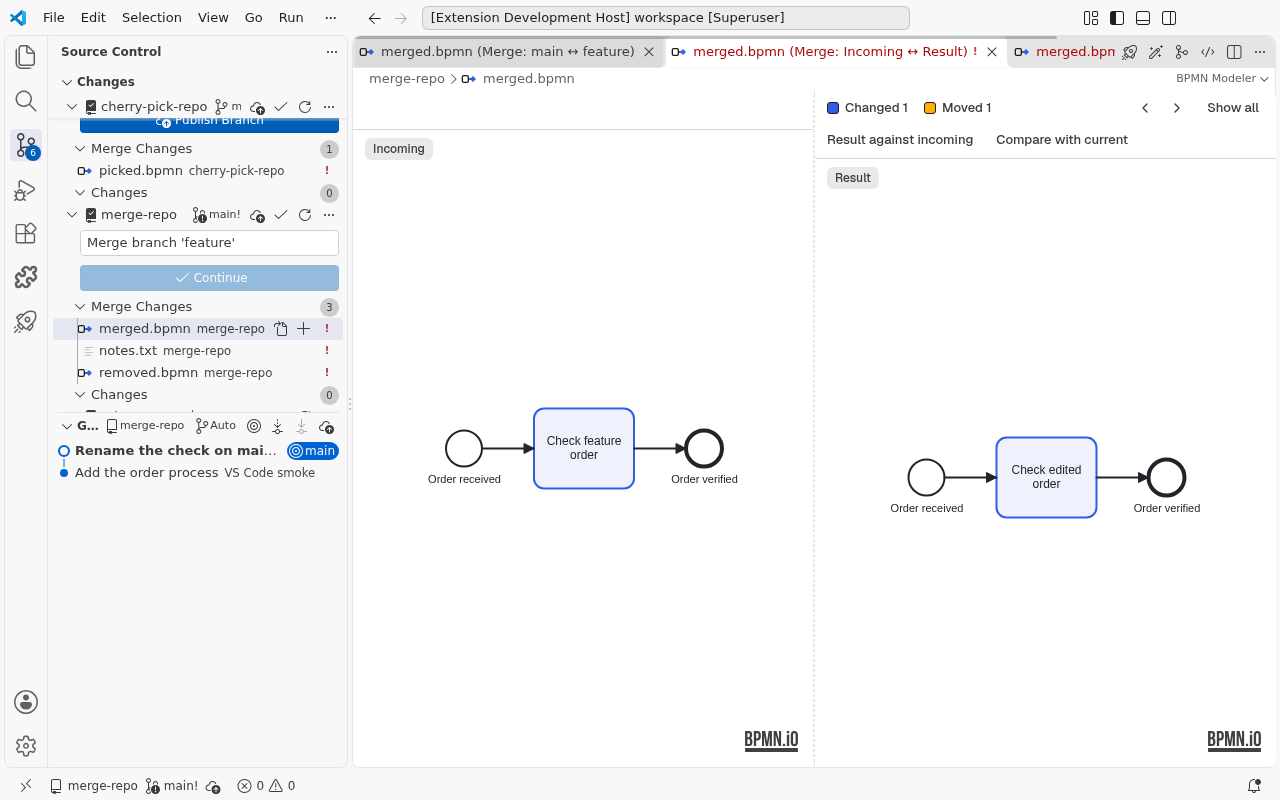 File Edit Selection View Go Run ···
[Extension Development Host] workspace [Superuser]
Source Control
Changes
cherry-pick-repo m
Publish Branch
Merge Changes 1
picked.bpmn cherry-pick-repo !
Changes 0
merge-repo main!
Merge branch 'feature'
Continue
Merge Changes 3
merged.bpmn merge-repo !
notes.txt merge-repo !
removed.bpmn merge-repo !
Changes 0
G... merge-repo Auto
Rename the check on mai... main
Add the order process VS Code smoke
6
merged.bpmn (Merge: main ↔ feature)
merged.bpmn (Merge: Incoming ↔ Result) !
merged.bpm
merge-repo > merged.bpmn
BPMN Modeler
Incoming
Check feature
order
Order received
Order verified
BPMN.iO
Changed 1 Moved 1 Show all
Result against incoming Compare with current
Result
Check edited
order
Order received
Order verified
BPMN.iO
merge-repo main! 0 0